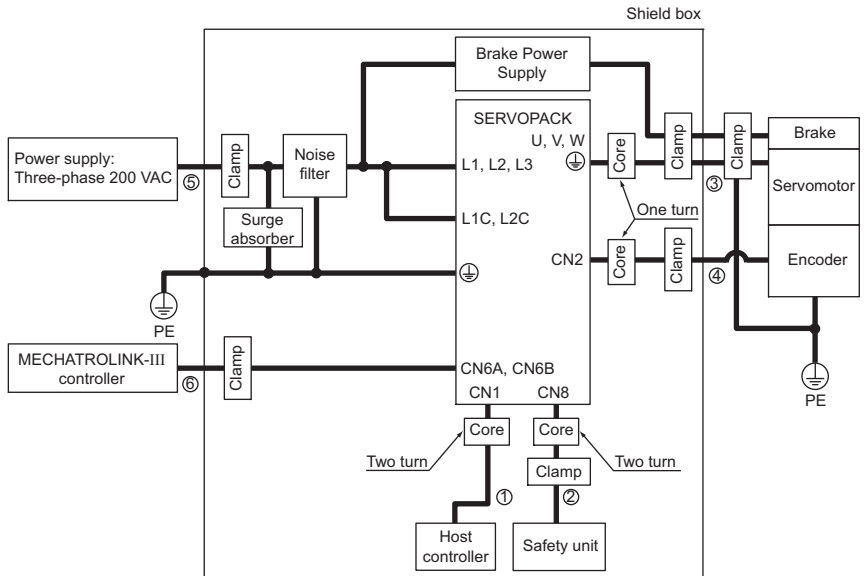 Shield box
Brake Power
Supply
SERVOPACK
U, V, W
Core
Clamp
Clamp
Brake
Power supply:
Three-phase 200 VAC
⑤
Clamp
Noise
filter
L1, L2, L3
③
Servomotor
Surge
absorber
L1C, L2C
One turn
CN2
Core
Clamp
④
Encoder
PE
MECHATROLINK-III
controller
⑥
Clamp
CN6A, CN6B
PE
CN1
CN8
Core
Core
Two turn
Two turn
Clamp
①
②
Host
controller
Safety unit